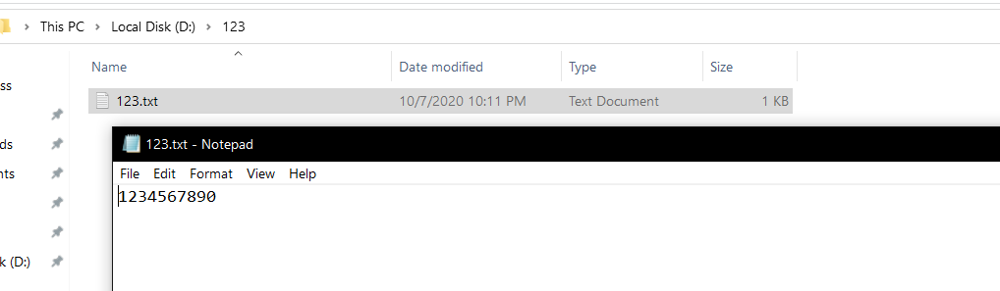 This PC > Local Disk (D:) > 123
Name Date modified Type Size
ss
123.txt 10/7/2020 10:11 PM Text Document 1 KB
ds
123.txt - Notepad
nts
File Edit Format View Help
1234567890
k (D:)